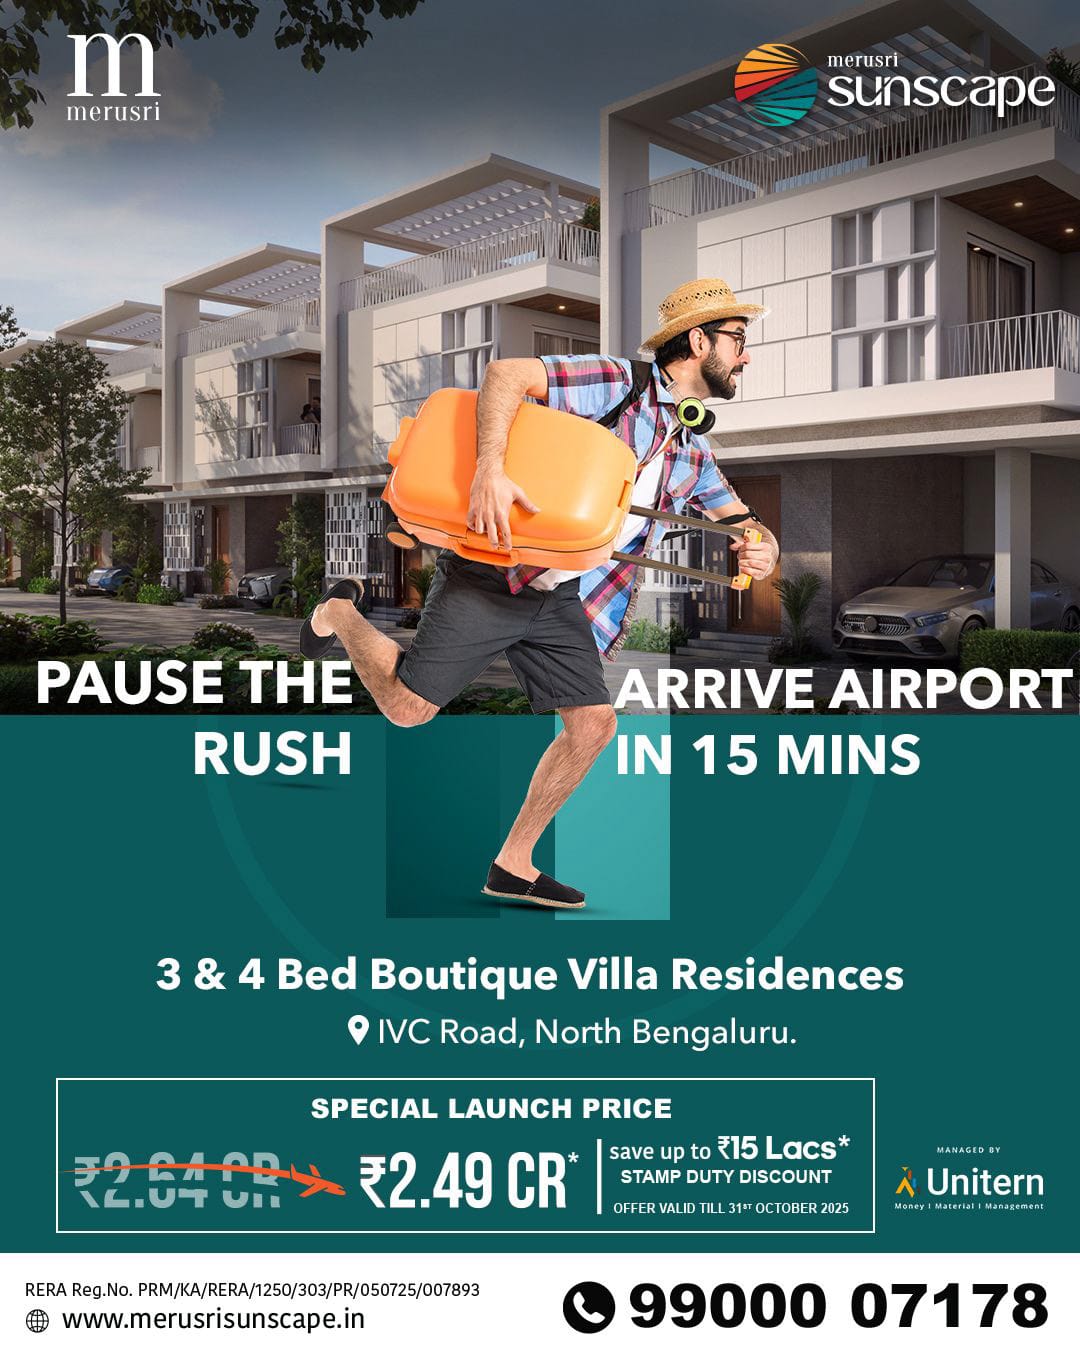 m
merusri
merusri
sunscape
PAUSE THE
RUSH
ARRIVE AIRPORT
IN 15 MINS
3 & 4 Bed Boutique Villa Residences
IVC Road, North Bengaluru.
SPECIAL LAUNCH PRICE
₹2.64 CR
₹2.49 CR*
save up to ₹15 Lacs*
STAMP DUTY DISCOUNT
OFFER VALID TILL 31ST OCTOBER 2025
MANAGED BY
Unitern
Money I Material I Management
RERA Reg.No. PRM/KA/RERA/1250/303/PR/050725/007893
www.merusrisunscape.in
99000 07178